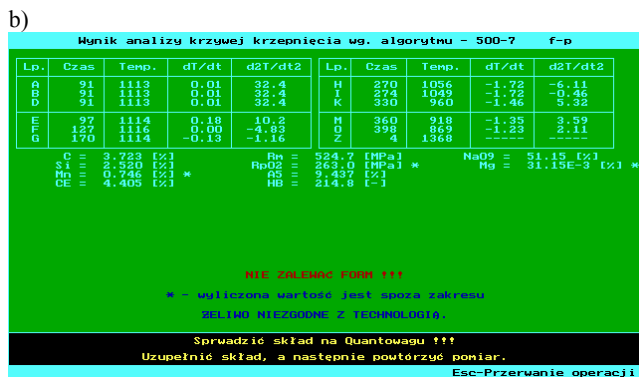 b)
Wynik analizy krzywej krzepnięcia wg. algorytmu - 500-7 f-p
Lp. Czas Temp. dT/dt d2T/dt2 Lp. Czas Temp. dT/dt d2T/dt2
A 91 1113 0.01 32.4 H 270 1056 -1.72 -6.11
B 91 1113 0.01 32.4 I 274 1049 -1.72 -0.46
D 91 1113 0.01 32.4 K 330 960 -1.46 5.32
E 97 1114 0.18 10.2 M 360 918 -1.35 3.59
F 127 1116 0.00 -4.83 O 398 869 -1.23 2.11
G 170 1114 -0.13 -1.16 Z 4 1368 ----- -----
C = 3.723 [%] Rm = 524.7 [MPa] NaO9 = 51.15 [%]
Si = 2.520 [%] Rp02 = 263.0 [MPa] * Mg = 31.15E-3 [%] *
Mn = 0.746 [%] * A5 = 9.437 [%]
CE = 4.405 [%] HB = 214.8 [-]
NIE ZALEWAĆ FORM !!!
* - wyliczona wartość jest spoza zakresu
ŻELIWO NIEZGODNE Z TECHNOLOGIĄ.
Sprwadzić skład na Quantowagu !!!
Uzupełnić skład, a następnie powtórzyć pomiar.
Esc-Przerwanie operacji